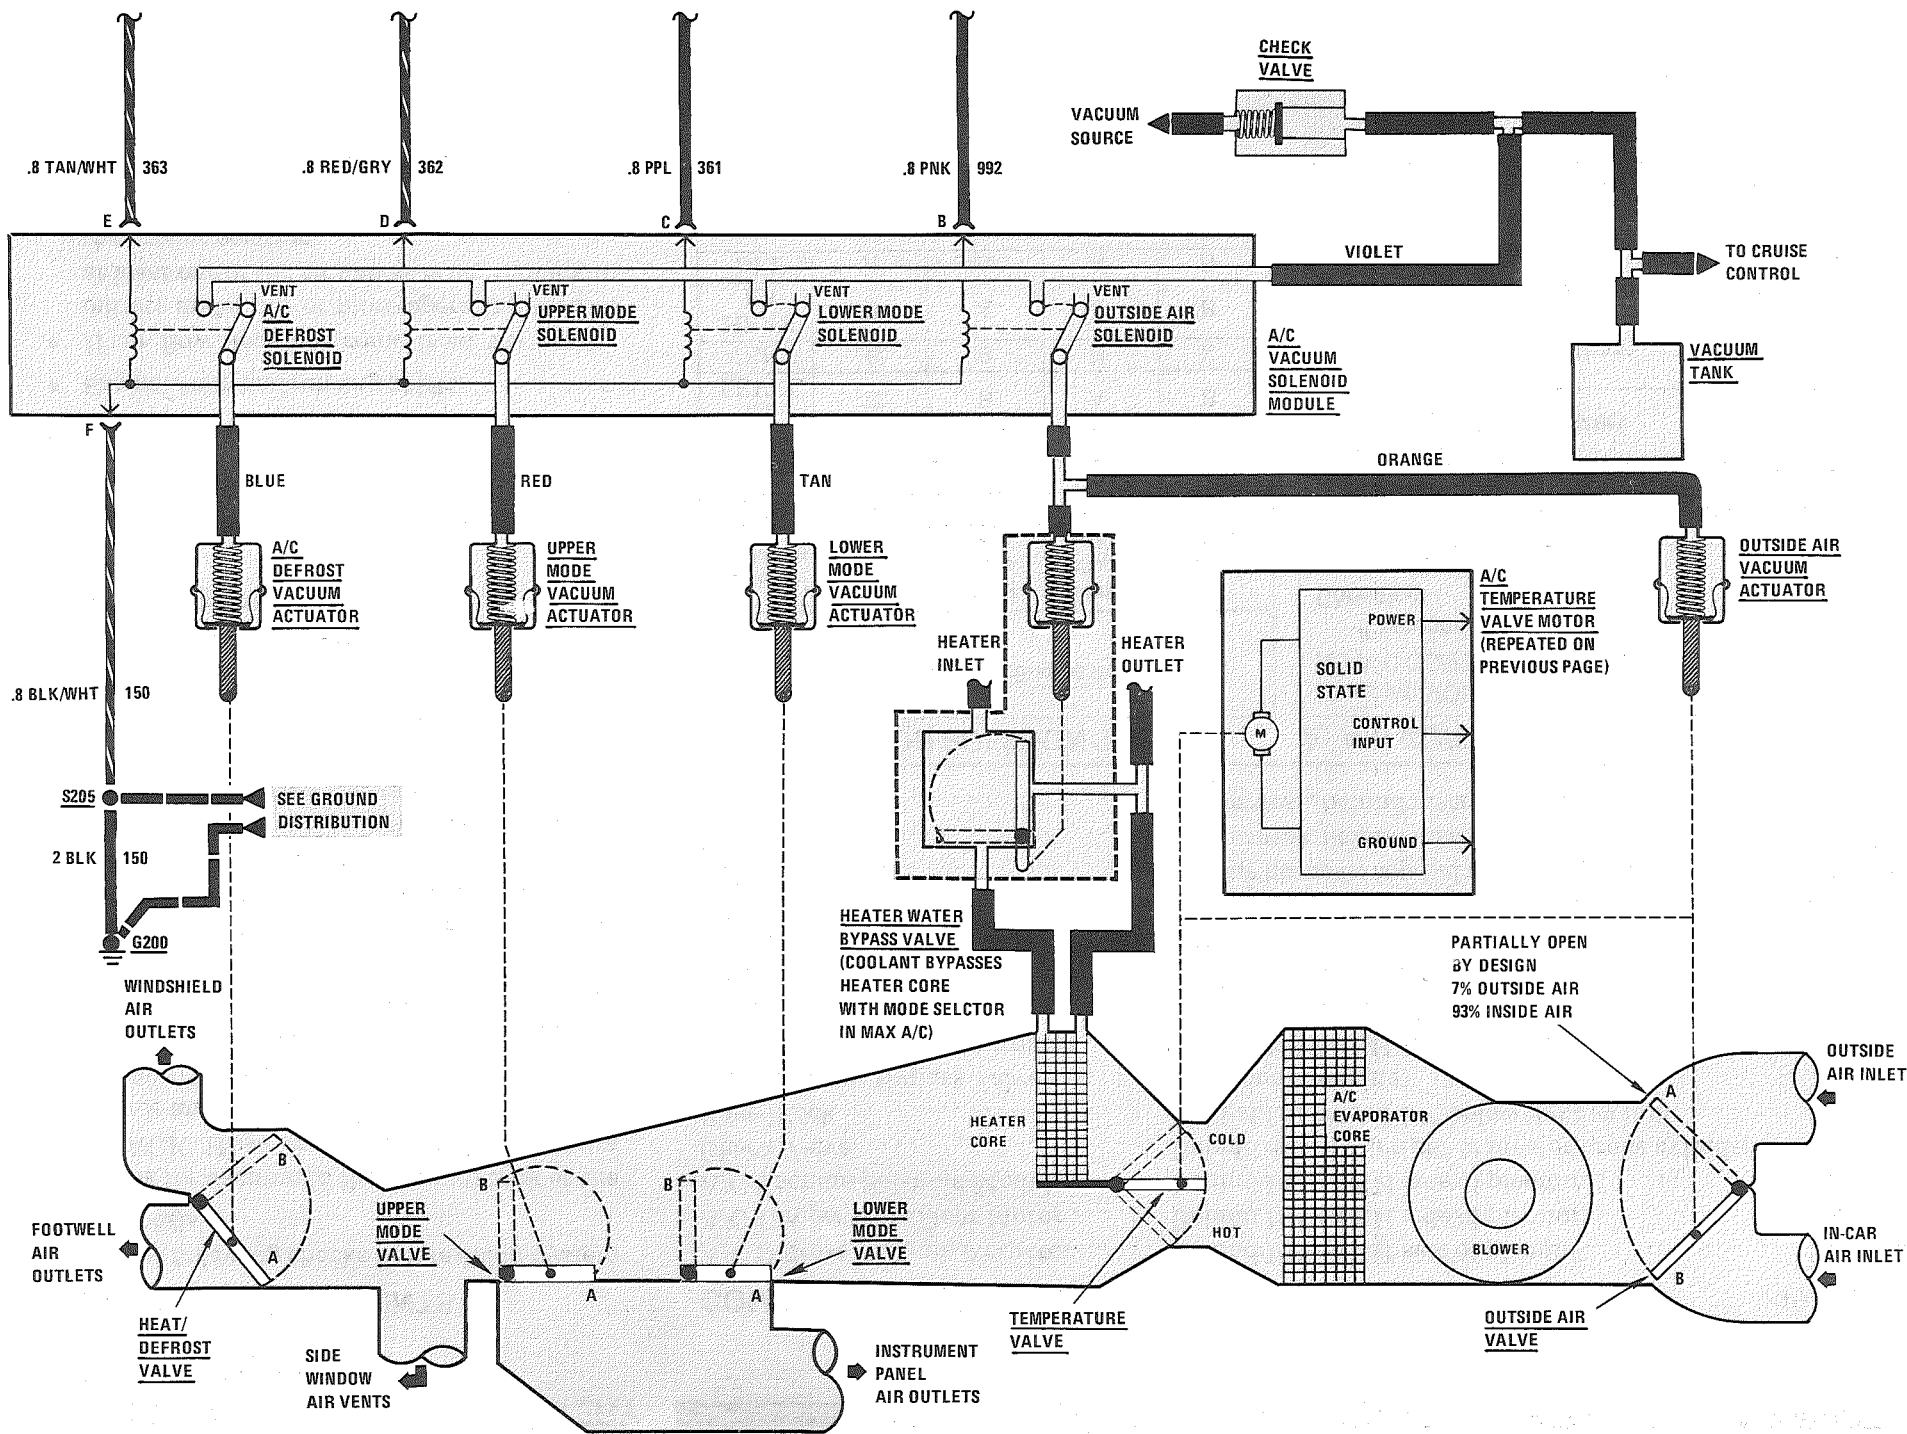 CHECK
VALVE
VACUUM
SOURCE
.8 TAN/WHT 363
.8 RED/GRY 362
.8 PPL 361
.8 PNK 992
E
D
C
B
VIOLET
TO CRUISE
CONTROL
VENT
A/C
DEFROST
SOLENOID
VENT
UPPER MODE
SOLENOID
VENT
LOWER MODE
SOLENOID
VENT
OUTSIDE AIR
SOLENOID
A/C
VACUUM
SOLENOID
MODULE
VACUUM
TANK
F
BLUE
RED
TAN
ORANGE
A/C
DEFROST
VACUUM
ACTUATOR
UPPER
MODE
VACUUM
ACTUATOR
LOWER
MODE
VACUUM
ACTUATOR
OUTSIDE AIR
VACUUM
ACTUATOR
HEATER
INLET
HEATER
OUTLET
A/C
TEMPERATURE
VALVE MOTOR
(REPEATED ON
PREVIOUS PAGE)
POWER
SOLID
STATE
M
CONTROL
INPUT
GROUND
.8 BLK/WHT 150
S205
SEE GROUND
DISTRIBUTION
2 BLK 150
G200
HEATER WATER
BYPASS VALVE
(COOLANT BYPASSES
HEATER CORE
WITH MODE SELCTOR
IN MAX A/C)
PARTIALLY OPEN
BY DESIGN
7% OUTSIDE AIR
93% INSIDE AIR
WINDSHIELD
AIR
OUTLETS
OUTSIDE
AIR INLET
A
A/C
EVAPORATOR
CORE
HEATER
CORE
COLD
HOT
B
B
B
UPPER
MODE
VALVE
LOWER
MODE
VALVE
FOOTWELL
AIR
OUTLETS
A
A
A
BLOWER
B
IN-CAR
AIR INLET
HEAT/
DEFROST
VALVE
SIDE
WINDOW
AIR VENTS
INSTRUMENT
PANEL
AIR OUTLETS
TEMPERATURE
VALVE
OUTSIDE AIR
VALVE